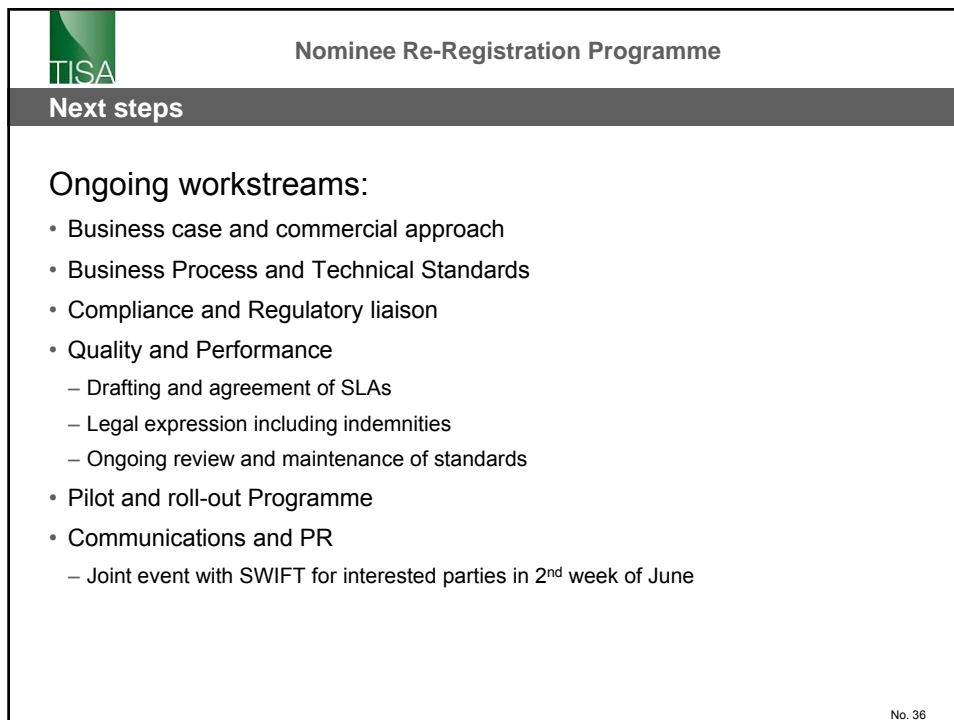 TISA
Nominee Re-Registration Programme
Next steps
Ongoing workstreams:
• Business case and commercial approach
• Business Process and Technical Standards
• Compliance and Regulatory liaison
• Quality and Performance
– Drafting and agreement of SLAs
– Legal expression including indemnities
– Ongoing review and maintenance of standards
• Pilot and roll-out Programme
• Communications and PR
– Joint event with SWIFT for interested parties in 2nd week of June
No. 36